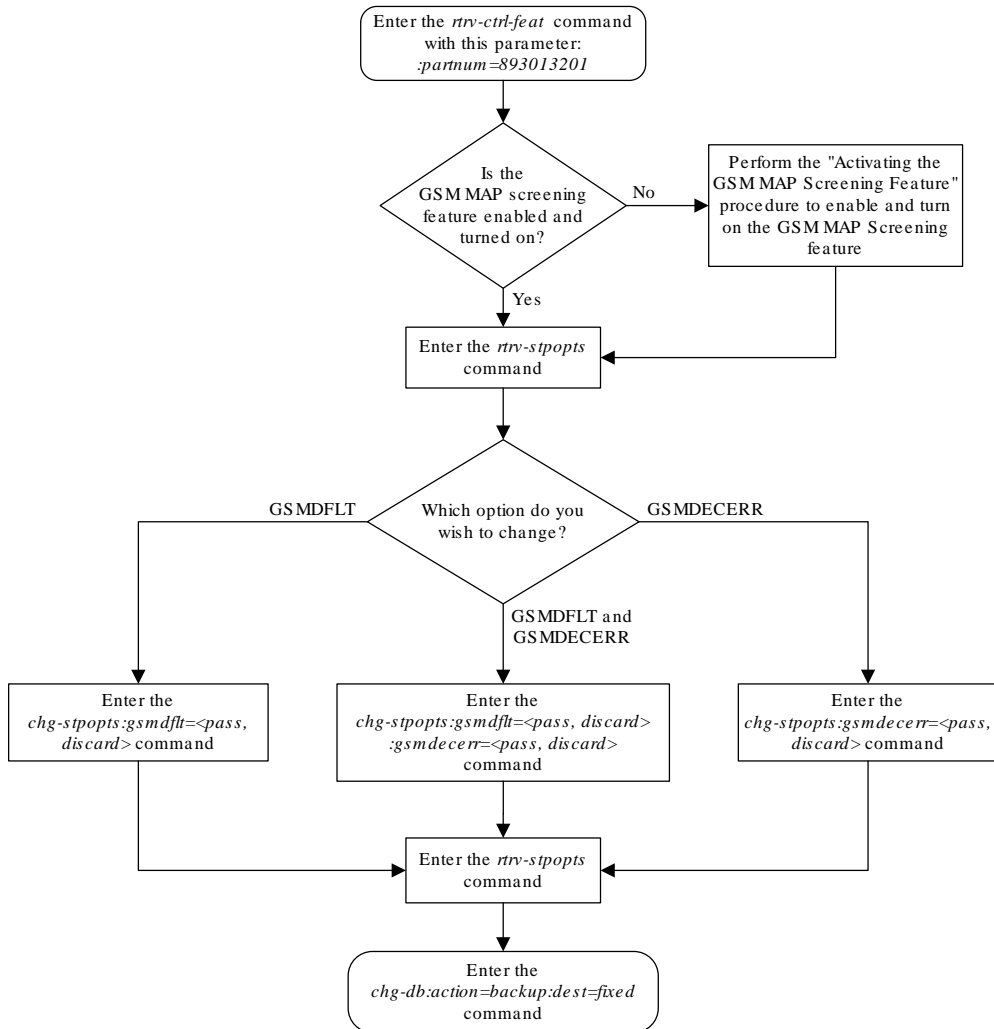 Enter the rtrv-ctrl-feat command
with this parameter:
:partnum=893013201
Is the
GSM MAP screening
feature enabled and
turned on?
No
Perform the "Activating the
GSM MAP Screening Feature"
procedure to enable and turn
on the GSM MAP Screening
feature
Yes
Enter the rtrv-stpopts
command
Which option do you
wish to change?
GSMDFLT
GSMDECERR
GSMDFLT and
GSMDECERR
Enter the
chg-stpopts:gsmdflt=<pass,
discard> command
Enter the
chg-stpopts:gsmdflt=<pass, discard>
:gsmdecerr=<pass, discard>
command
Enter the
chg-stpopts:gsmdecerr=<pass,
discard> command
Enter the rtrv-stpopts
command
Enter the
chg-db:action=backup:dest=fixed
command